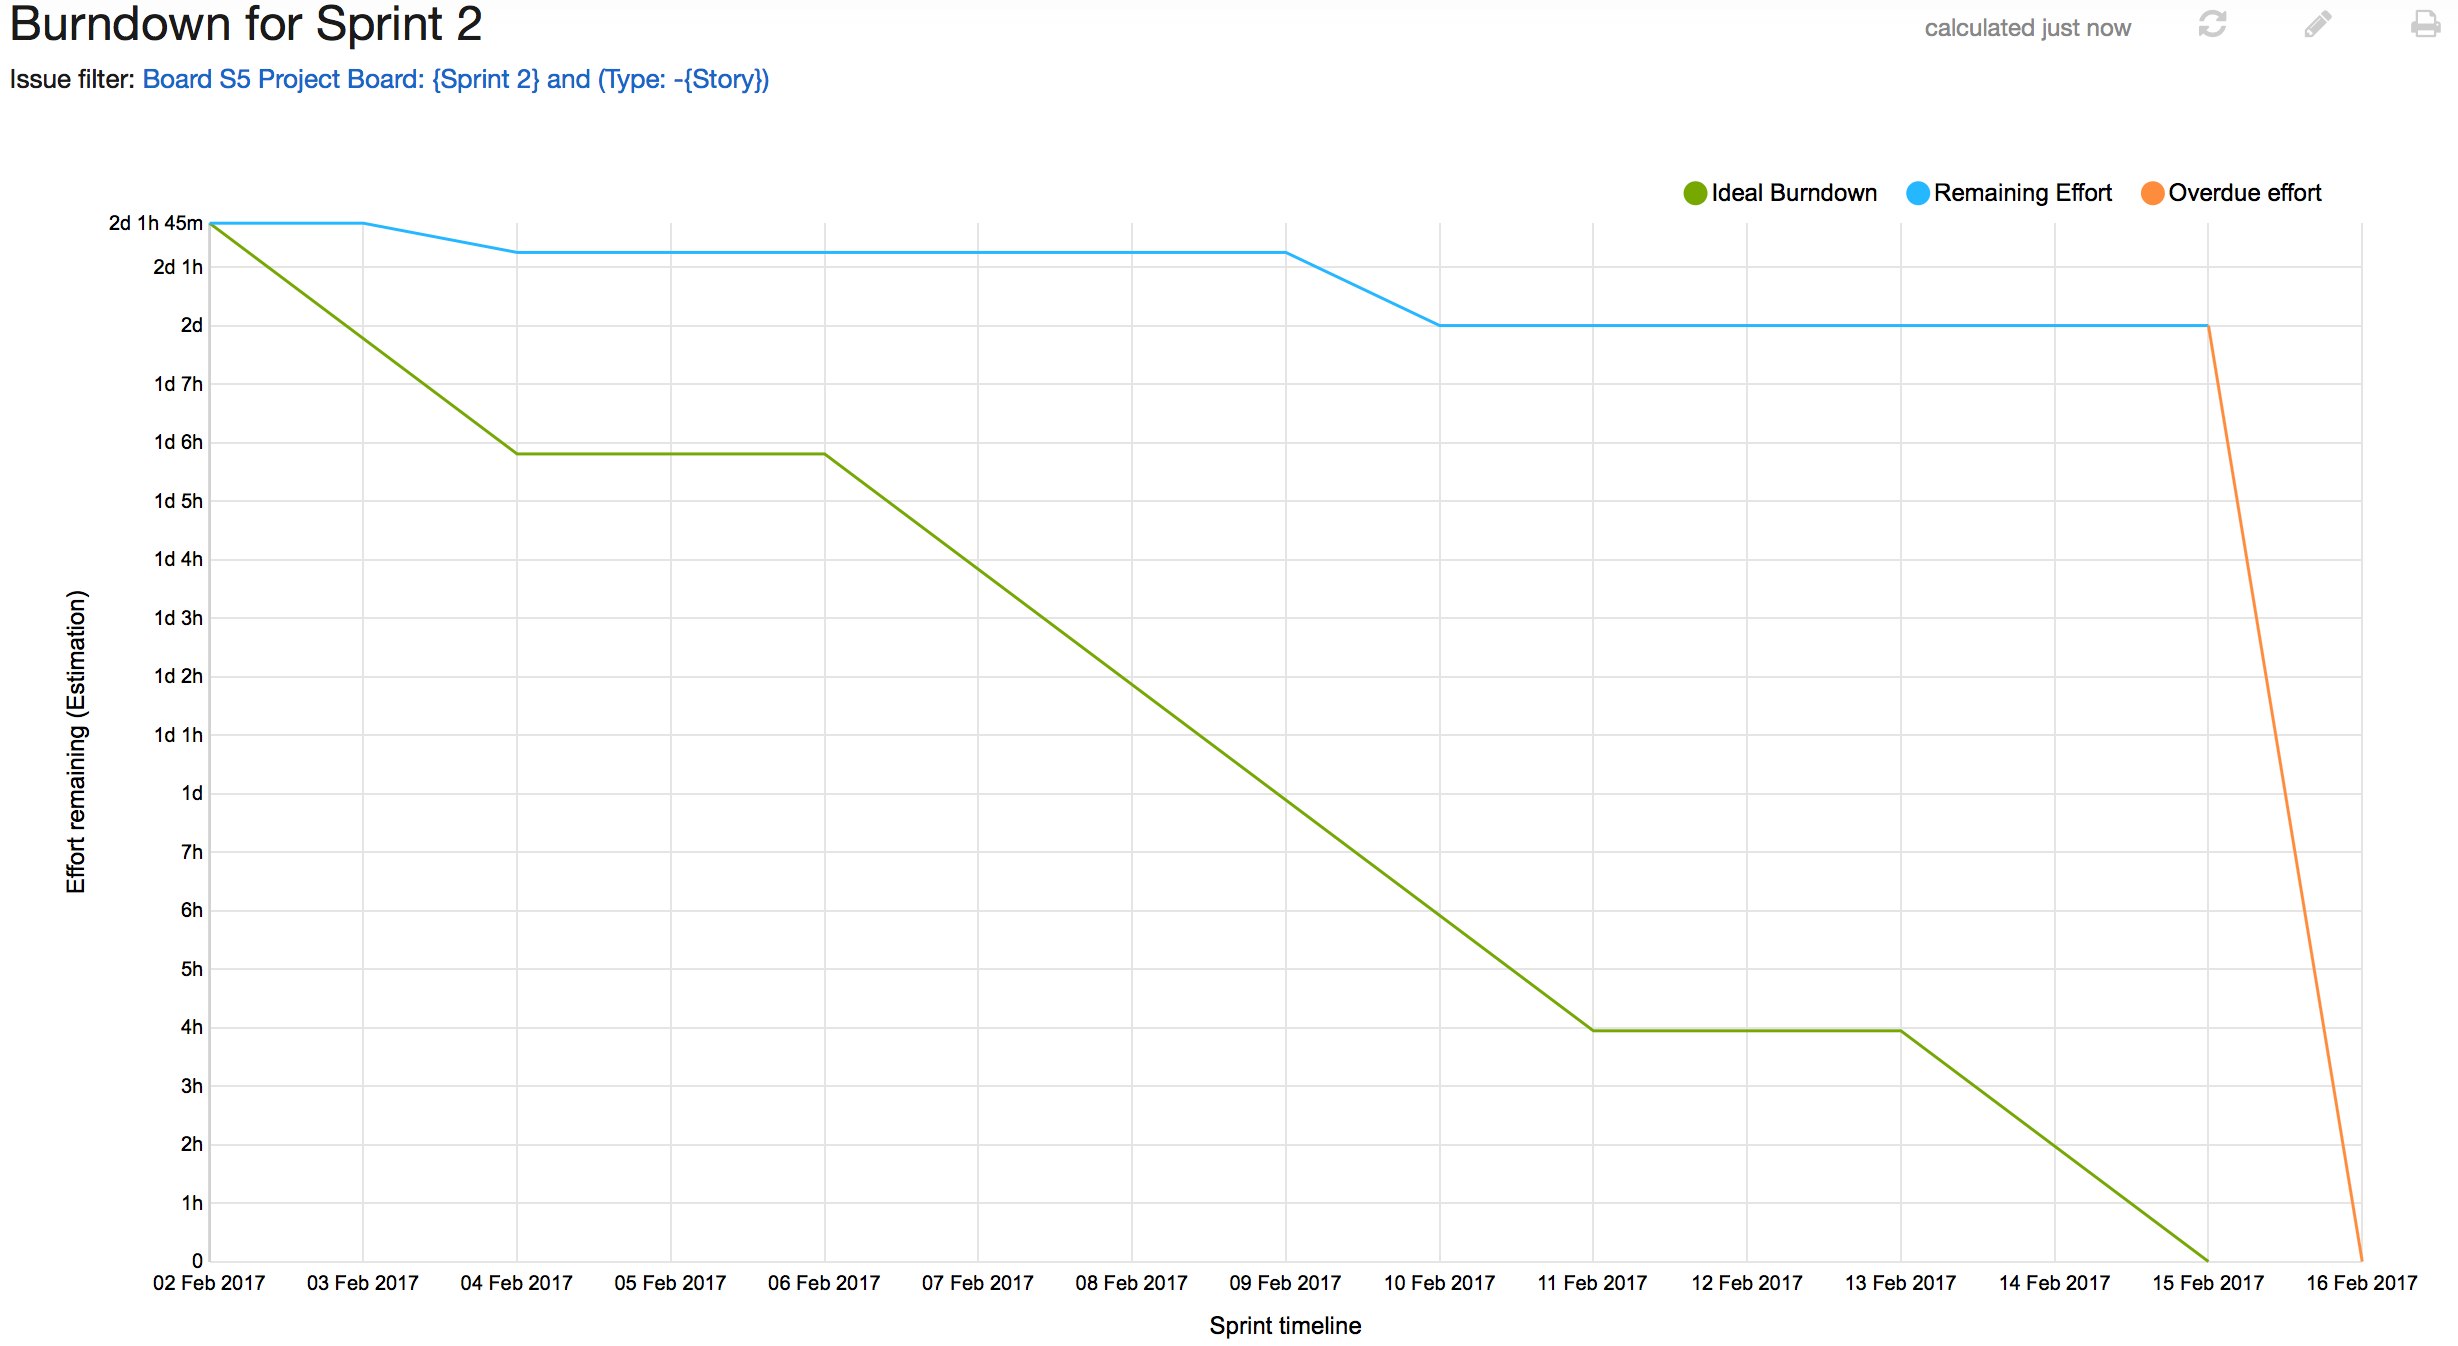 Burndown for Sprint 2
calculated just now
Issue filter: Board S5 Project Board: {Sprint 2} and (Type: -{Story})
Ideal Burndown
Remaining Effort
Overdue effort
2d 1h 45m
2d 1h
2d
1d 7h
1d 6h
1d 5h
1d 4h
1d 3h
1d 2h
1d 1h
1d
7h
6h
5h
4h
3h
2h
1h
0
Effort remaining (Estimation)
02 Feb 2017
03 Feb 2017
04 Feb 2017
05 Feb 2017
06 Feb 2017
07 Feb 2017
08 Feb 2017
09 Feb 2017
10 Feb 2017
11 Feb 2017
12 Feb 2017
13 Feb 2017
14 Feb 2017
15 Feb 2017
16 Feb 2017
Sprint timeline